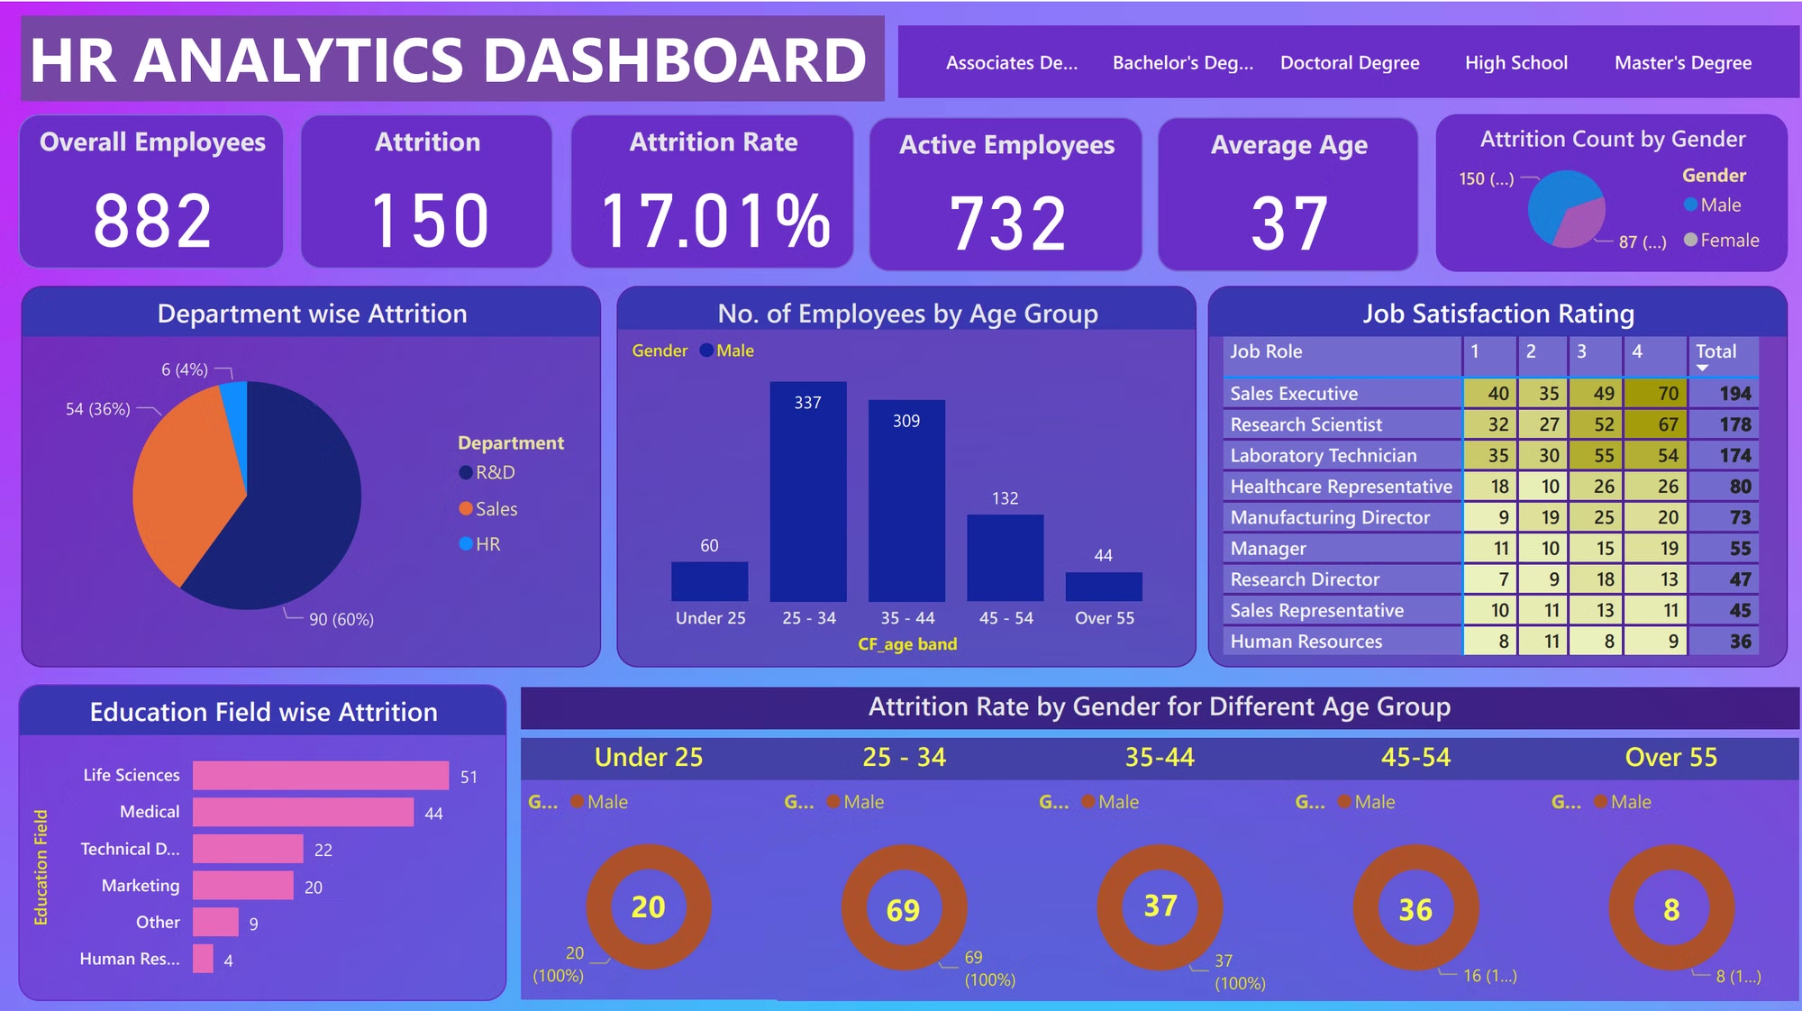 HR ANALYTICS DASHBOARD
Associates De... Bachelor's Deg... Doctoral Degree High School Master's Degree
Overall Employees
882
Attrition
150
Attrition Rate
17.01%
Active Employees
732
Average Age
37
Attrition Count by Gender
150 (...)
87 (...)
Gender
Male
Female
Department wise Attrition
6 (4%)
54 (36%)
90 (60%)
Department
R&D
Sales
HR
No. of Employees by Age Group
Gender Male
60
337
309
132
44
Under 25 25 - 34 35 - 44 45 - 54 Over 55
CF_age band
Job Satisfaction Rating
Job Role 1 2 3 4 Total
Sales Executive 40 35 49 70 194
Research Scientist 32 27 52 67 178
Laboratory Technician 35 30 55 54 174
Healthcare Representative 18 10 26 26 80
Manufacturing Director 9 19 25 20 73
Manager 11 10 15 19 55
Research Director 7 9 18 13 47
Sales Representative 10 11 13 11 45
Human Resources 8 11 8 9 36
Education Field wise Attrition
Education Field
Life Sciences 51
Medical 44
Technical D... 22
Marketing 20
Other 9
Human Res... 4
Attrition Rate by Gender for Different Age Group
Under 25 25 - 34 35-44 45-54 Over 55
G... Male G... Male G... Male G... Male G... Male
20 69 37 36 8
20
(100%)
69
(100%)
37
(100%)
16 (1...)
8 (1...)